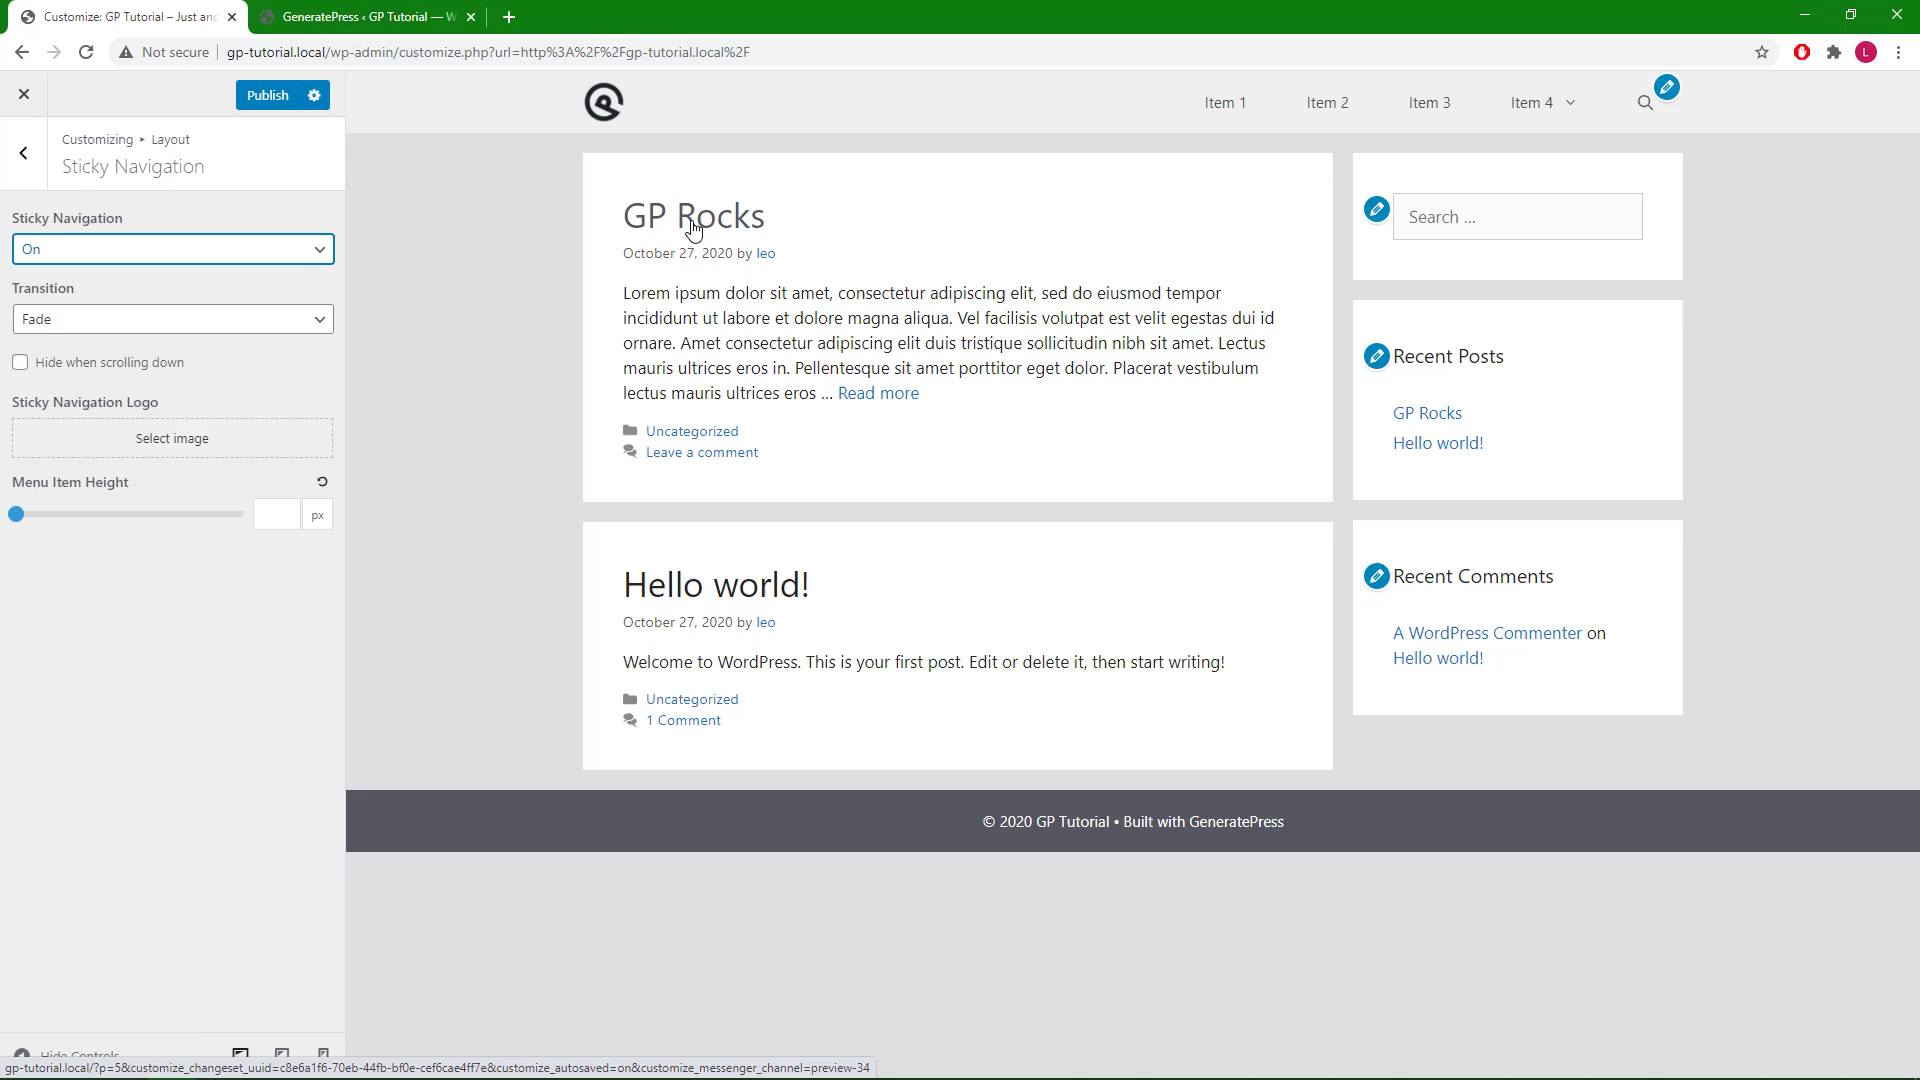 Customize: GP Tutorial – Just an
GeneratePress ‹ GP Tutorial — W
Not secure
gp-tutorial.local/wp-admin/customize.php?url=http%3A%2F%2Fgp-tutorial.local%2F
L
Publish
Customizing ▸ Layout
Sticky Navigation
Sticky Navigation
On
Transition
Fade
Hide when scrolling down
Sticky Navigation Logo
Select image
Menu Item Height
px
Hide Controls
Item 1
Item 2
Item 3
Item 4
GP Rocks
October 27, 2020 by leo
Lorem ipsum dolor sit amet, consectetur adipiscing elit, sed do eiusmod tempor
incididunt ut labore et dolore magna aliqua. Vel facilisis volutpat est velit egestas dui id
ornare. Amet consectetur adipiscing elit duis tristique sollicitudin nibh sit amet. Lectus
mauris ultrices eros in. Pellentesque sit amet porttitor eget dolor. Placerat vestibulum
lectus mauris ultrices eros ... Read more
Uncategorized
Leave a comment
Hello world!
October 27, 2020 by leo
Welcome to WordPress. This is your first post. Edit or delete it, then start writing!
Uncategorized
1 Comment
Search ...
Recent Posts
GP Rocks
Hello world!
Recent Comments
A WordPress Commenter on
Hello world!
© 2020 GP Tutorial • Built with GeneratePress
gp-tutorial.local/?p=5&customize_changeset_uuid=c8e6a1f6-70eb-44fb-bf0e-cef6cae4ff7e&customize_autosaved=on&customize_messenger_channel=preview-34